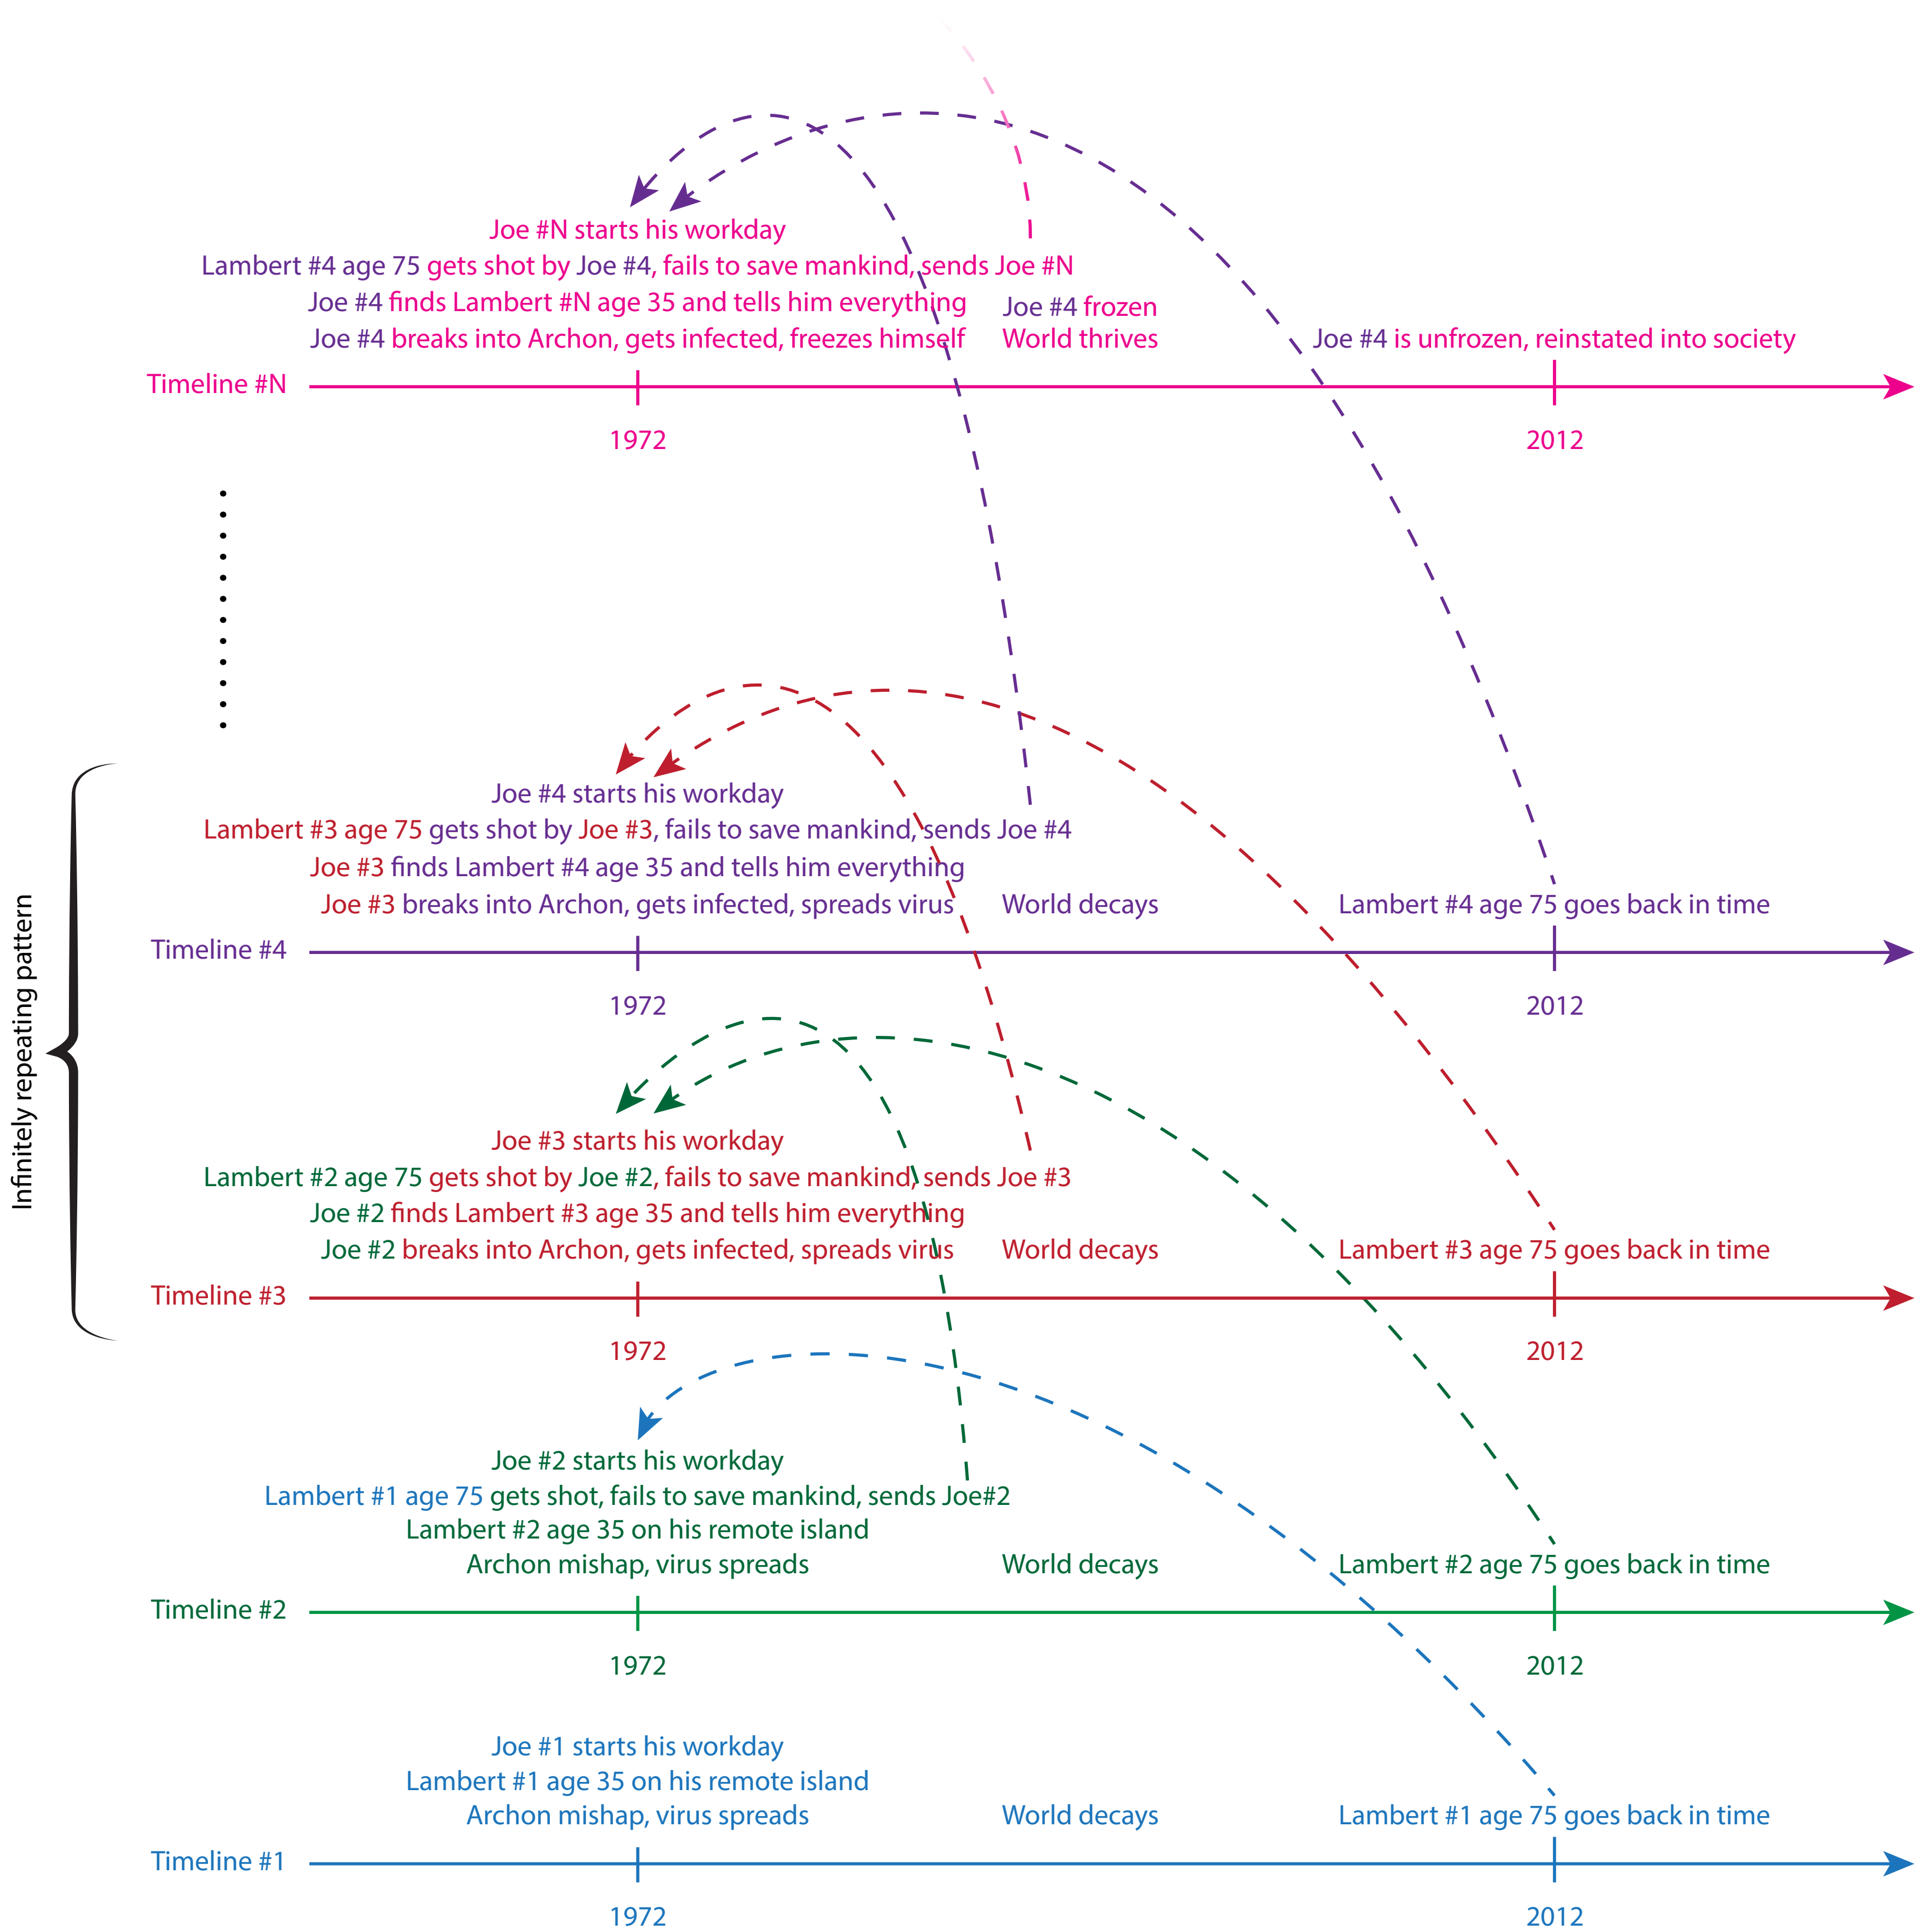 Joe #N starts his workday
Lambert #4 age 75 gets shot by Joe #4, fails to save mankind, sends Joe #N
Joe #4 finds Lambert #N age 35 and tells him everything
Joe #4 frozen
Joe #4 breaks into Archon, gets infected, freezes himself
World thrives
Joe #4 is unfrozen, reinstated into society
Timeline #N
1972
2012
Infinitely repeating pattern
Joe #4 starts his workday
Lambert #3 age 75 gets shot by Joe #3, fails to save mankind, sends Joe #4
Joe #3 finds Lambert #4 age 35 and tells him everything
Joe #3 breaks into Archon, gets infected, spreads virus
World decays
Lambert #4 age 75 goes back in time
Timeline #4
1972
2012
Joe #3 starts his workday
Lambert #2 age 75 gets shot by Joe #2, fails to save mankind, sends Joe #3
Joe #2 finds Lambert #3 age 35 and tells him everything
Joe #2 breaks into Archon, gets infected, spreads virus
World decays
Lambert #3 age 75 goes back in time
Timeline #3
1972
2012
Joe #2 starts his workday
Lambert #1 age 75 gets shot, fails to save mankind, sends Joe#2
Lambert #2 age 35 on his remote island
Archon mishap, virus spreads
World decays
Lambert #2 age 75 goes back in time
Timeline #2
1972
2012
Joe #1 starts his workday
Lambert #1 age 35 on his remote island
Archon mishap, virus spreads
World decays
Lambert #1 age 75 goes back in time
Timeline #1
1972
2012